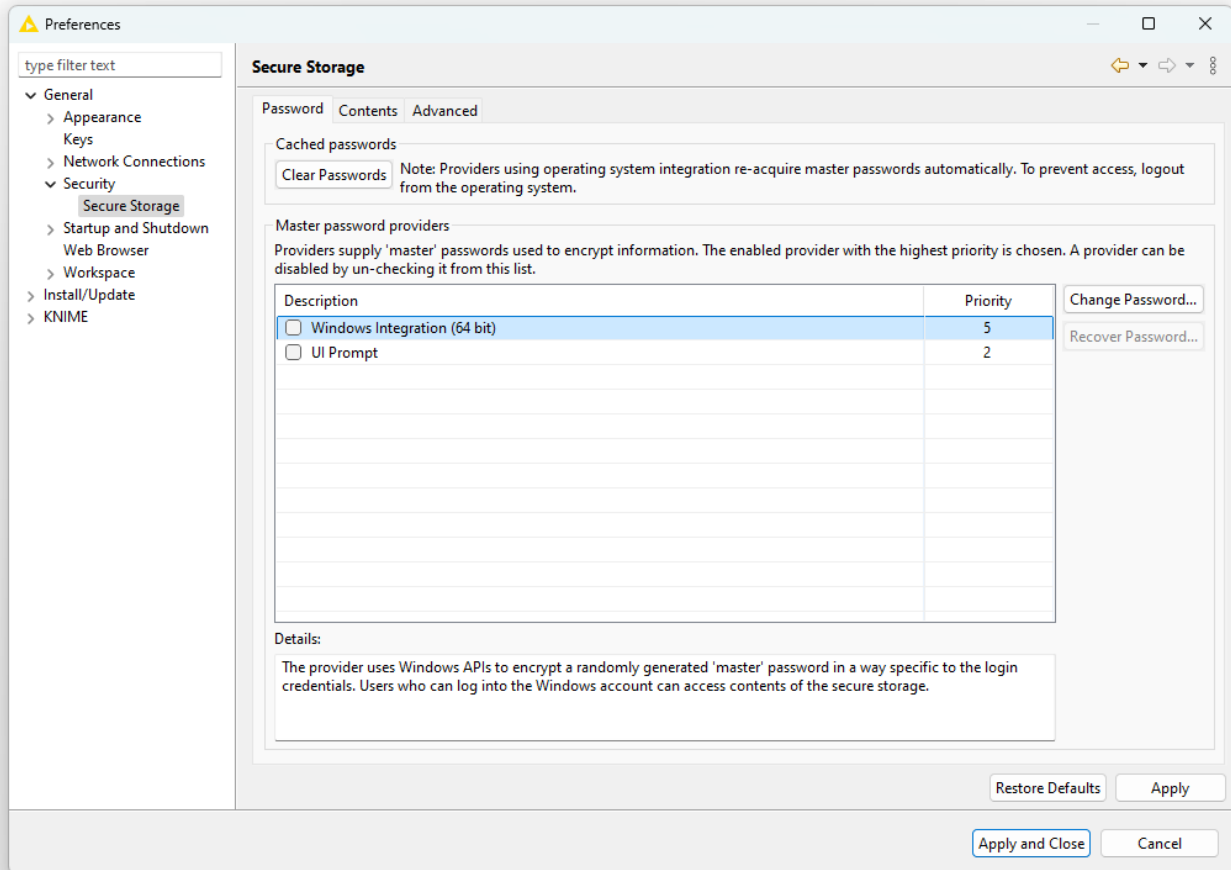 Preferences
type filter text
General
Appearance
Keys
Network Connections
Security
Secure Storage
Startup and Shutdown
Web Browser
Workspace
Install/Update
KNIME
Secure Storage
Password
Contents
Advanced
Cached passwords
Clear Passwords
Note: Providers using operating system integration re-acquire master passwords automatically. To prevent access, logout
from the operating system.
Master password providers
Providers supply 'master' passwords used to encrypt information. The enabled provider with the highest priority is chosen. A provider can be
disabled by un-checking it from this list.
Description Priority
Windows Integration (64 bit) 5
UI Prompt 2
Change Password...
Recover Password...
Details:
The provider uses Windows APIs to encrypt a randomly generated 'master' password in a way specific to the login
credentials. Users who can log into the Windows account can access contents of the secure storage.
Restore Defaults
Apply
Apply and Close
Cancel